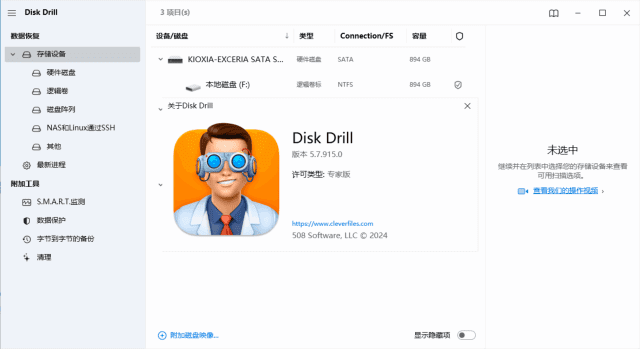 Disk Drill
数据恢复
存储设备
硬件磁盘
逻辑卷
磁盘阵列
NAS和Linux通过SSH
其他
最新进程
附加工具
S.M.A.R.T.监测
数据保护
字节到字节的备份
清理
3 项目(s)
设备/磁盘 类型 Connection/FS 容量
KIOXIA-EXCERIA SATA S... 硬件磁盘 SATA 894 GB
本地磁盘 (F:) 逻辑卷标 NTFS 894 GB
关于Disk Drill
Disk Drill
版本 5.7.915.0
许可类型: 专家版
https://www.cleverfiles.com
508 Software, LLC © 2024
附加磁盘映像...
显示隐藏项
未选中
继续并在列表中选择您的存储设备来查看
可用扫描选项。
查看我们的操作视频 ›